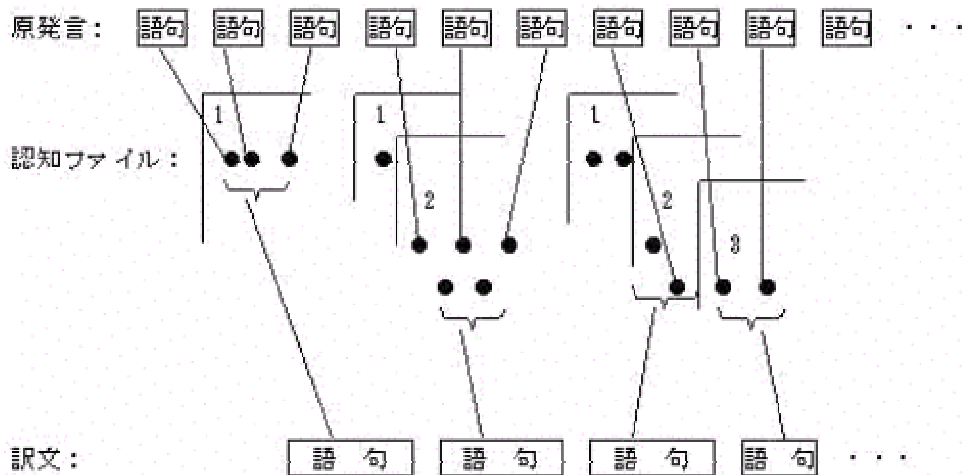 原発言: 語句 語句 語句 語句 語句 語句 語句 語句 語句 語句 ・・・
1 1 1
認知ファイル:
2 2
3
訳文: 語 句 語 句 語 句 語 句 ・・・